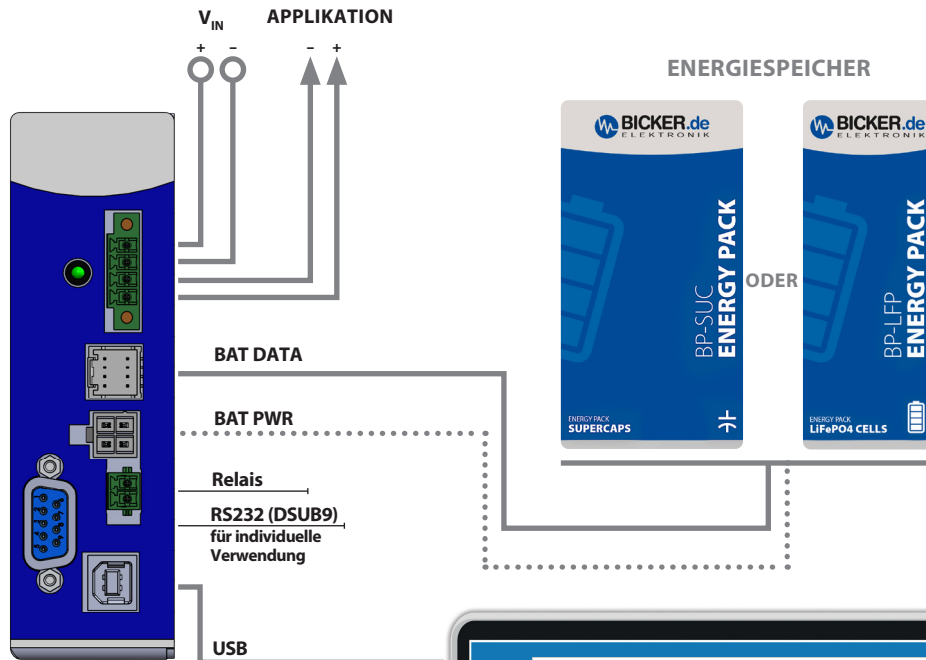 V_IN APPLIKATION
+ – – +
ENERGIESPEICHER
BICKER.de
ELEKTRONIK
BP-SUC
ENERGY PACK
ENERGY PACK
SUPERCAPS
ODER
BICKER.de
ELEKTRONIK
BP-LFP
ENERGY PACK
ENERGY PACK
LiFePO4 CELLS
BAT DATA
BAT PWR
Relais
RS232 (DSUB9)
für individuelle
Verwendung
USB